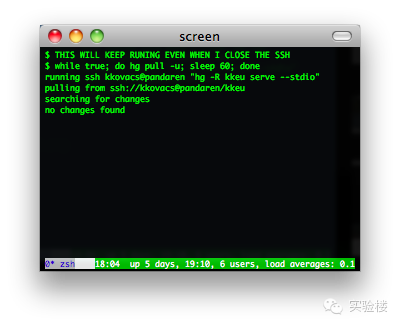 screen
$ THIS WILL KEEP RUNING EVEN WHEN I CLOSE THE SSH
$ while true; do hg pull -u; sleep 60; done
running ssh kkovacs@pandaren "hg -R kkeu serve --stdio"
pulling from ssh://kkovacs@pandaren/kkeu
searching for changes
no changes found
0* zsh 18:04 up 5 days, 19:10, 6 users, load averages: 0.1
实验楼